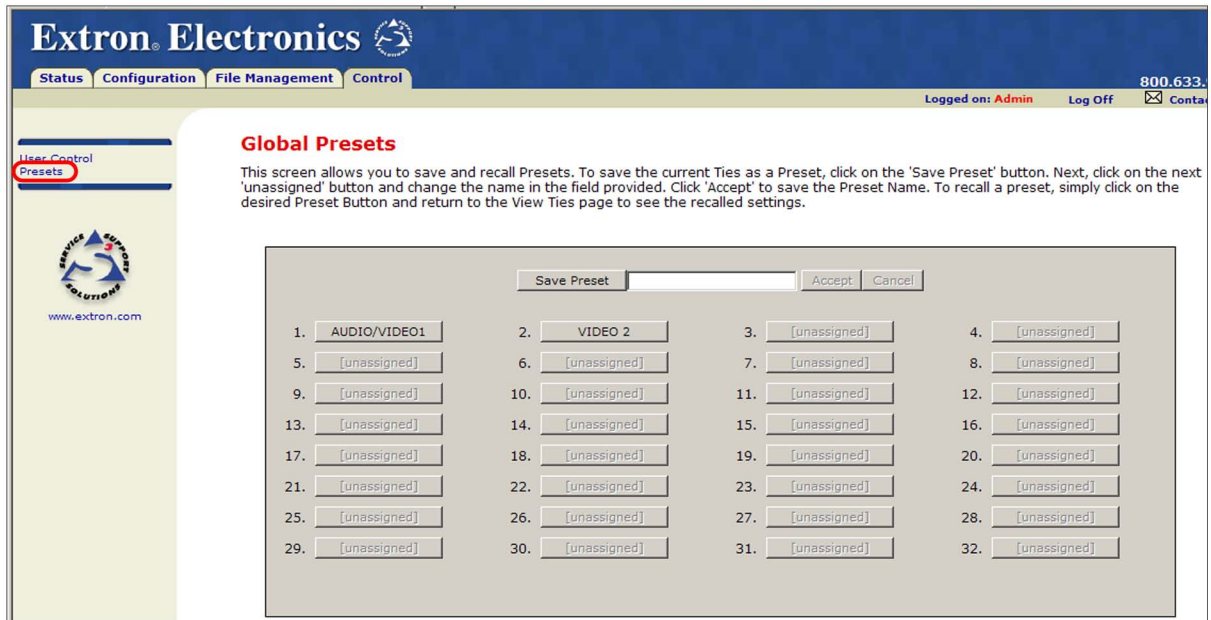 Extron® Electronics
Status Configuration File Management Control
800.633.
Logged on: Admin Log Off
User Control
Presets
SERVICE SUPPORT SOLUTIONS
3
www.extron.com
Global Presets
This screen allows you to save and recall Presets. To save the current Ties as a Preset, click on the 'Save Preset' button. Next, click on the next
'unassigned' button and change the name in the field provided. Click 'Accept' to save the Preset Name. To recall a preset, simply click on the
desired Preset Button and return to the View Ties page to see the recalled settings.
Save Preset Accept Cancel
1. AUDIO/VIDEO1 2. VIDEO 2 3. [unassigned] 4. [unassigned]
5. [unassigned] 6. [unassigned] 7. [unassigned] 8. [unassigned]
9. [unassigned] 10. [unassigned] 11. [unassigned] 12. [unassigned]
13. [unassigned] 14. [unassigned] 15. [unassigned] 16. [unassigned]
17. [unassigned] 18. [unassigned] 19. [unassigned] 20. [unassigned]
21. [unassigned] 22. [unassigned] 23. [unassigned] 24. [unassigned]
25. [unassigned] 26. [unassigned] 27. [unassigned] 28. [unassigned]
29. [unassigned] 30. [unassigned] 31. [unassigned] 32. [unassigned]